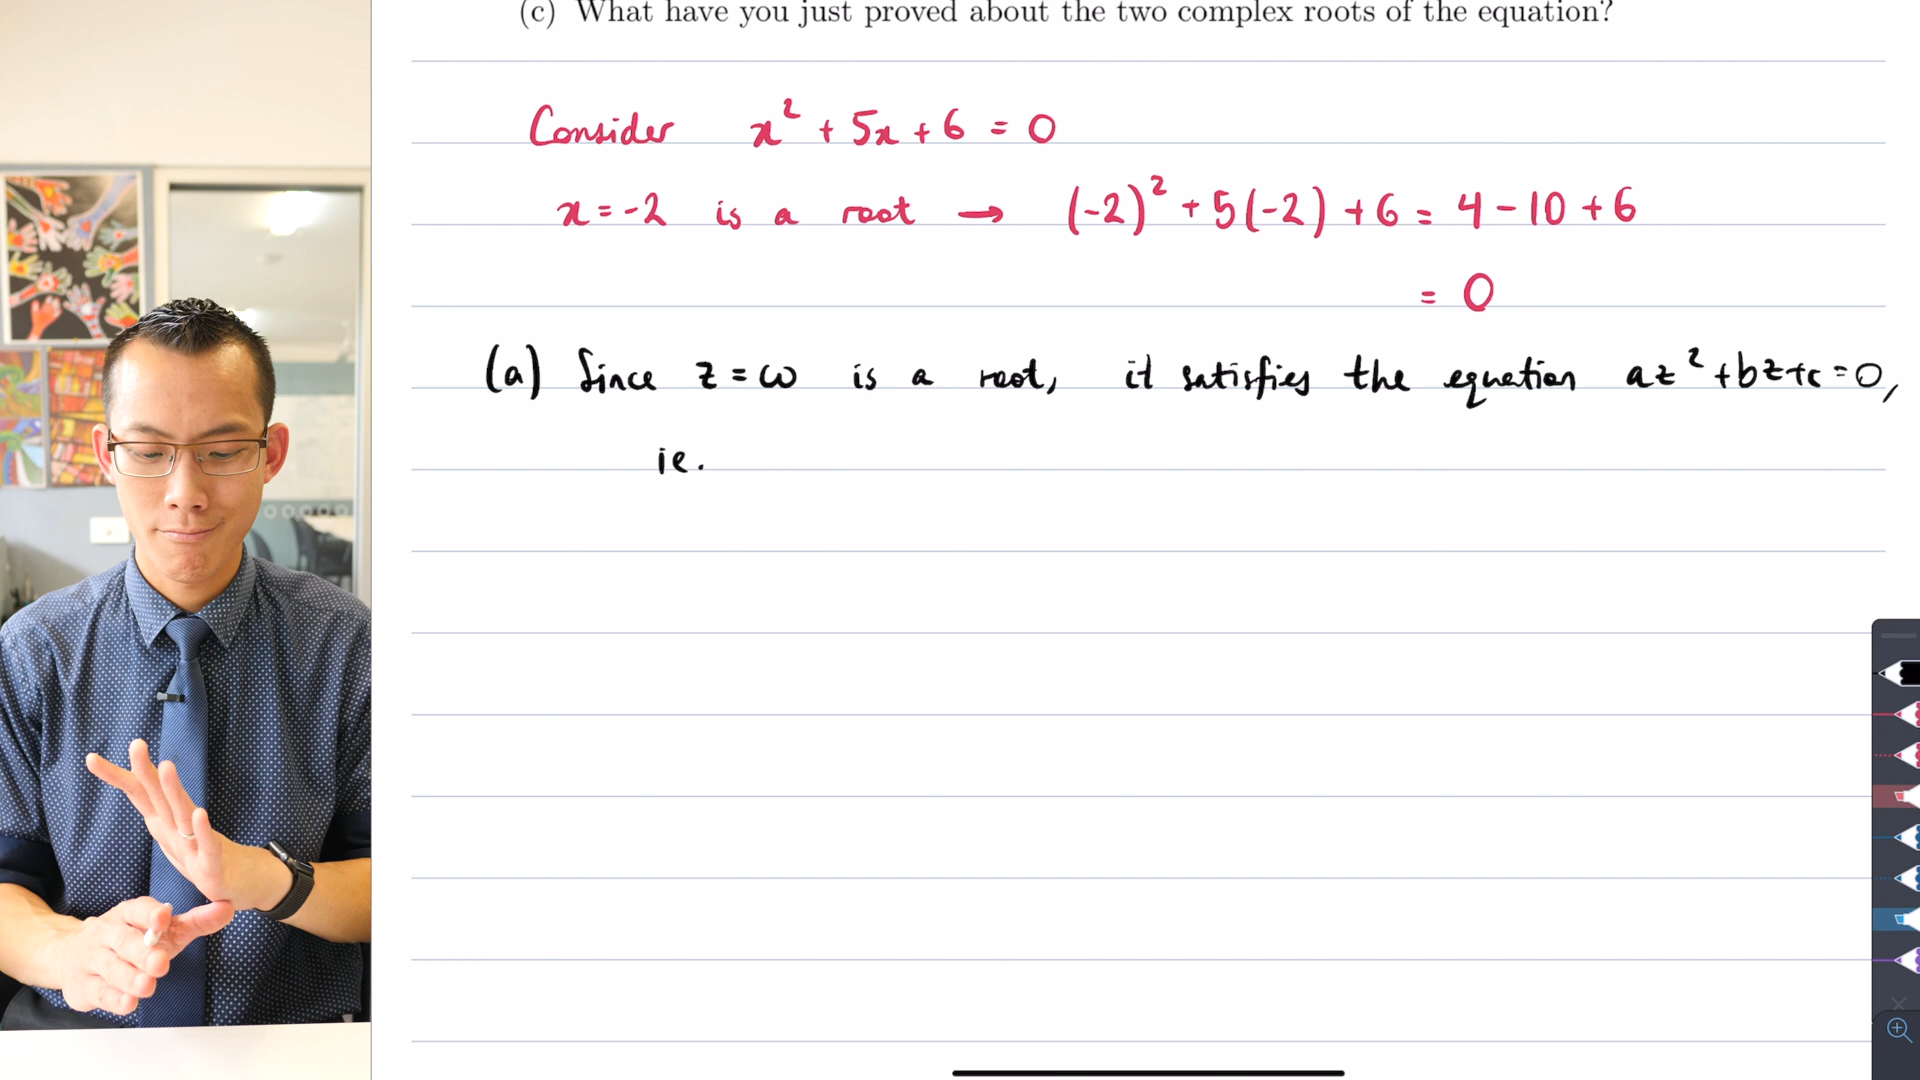 (c) What have you just proved about the two complex roots of the equation?
Consider x² + 5x + 6 = 0
x = -2 is a root → (-2)² + 5(-2) + 6 = 4 - 10 + 6
= 0
(a) Since z = ω is a root, it satisfies the equation az² + bz + c = 0,
ie.